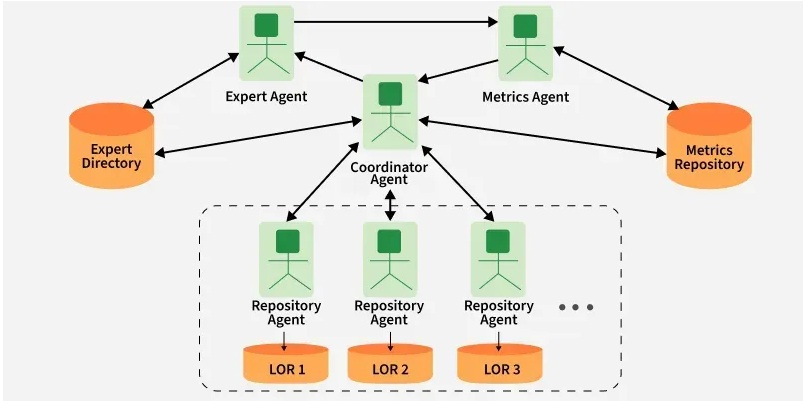 Expert Agent
Metrics Agent
Expert
Directory
Metrics
Repository
Coordinator
Agent
Repository
Agent
Repository
Agent
Repository
Agent
LOR 1
LOR 2
LOR 3